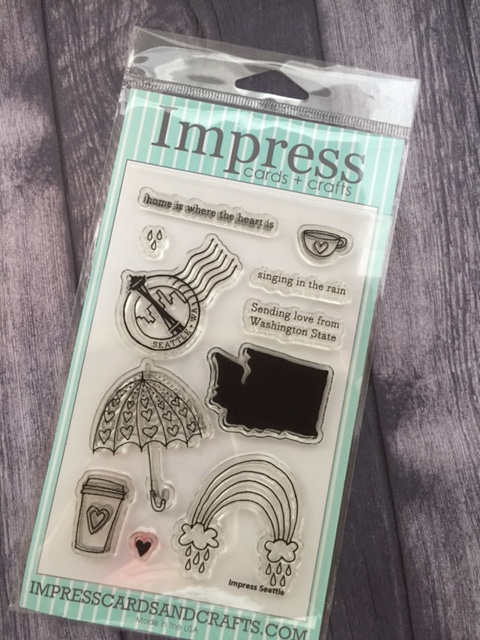 Impress
cards + crafts
home is where the heart is
singing in the rain
Sending love from
Washington State
SEATTLE • WA
Impress Seattle
IMPRESSCARDSANDCRAFTS.COM
Made in the USA